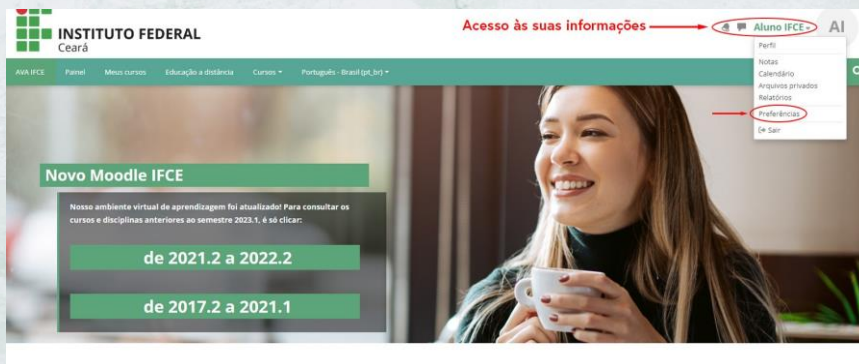 INSTITUTO FEDERAL
Ceará
Acesso às suas informações
Aluno IFCE
AI
Perfil
Notas
Calendário
Arquivos privados
Relatórios
Preferências
Sair
AVA IFCE Painel Meus cursos Educação a distância Cursos Português - Brasil (pt_br)
Novo Moodle IFCE
Nosso ambiente virtual de aprendizagem foi atualizado! Para consultar os
cursos e disciplinas anteriores ao semestre 2023.1, é só clicar:
de 2021.2 a 2022.2
de 2017.2 a 2021.1